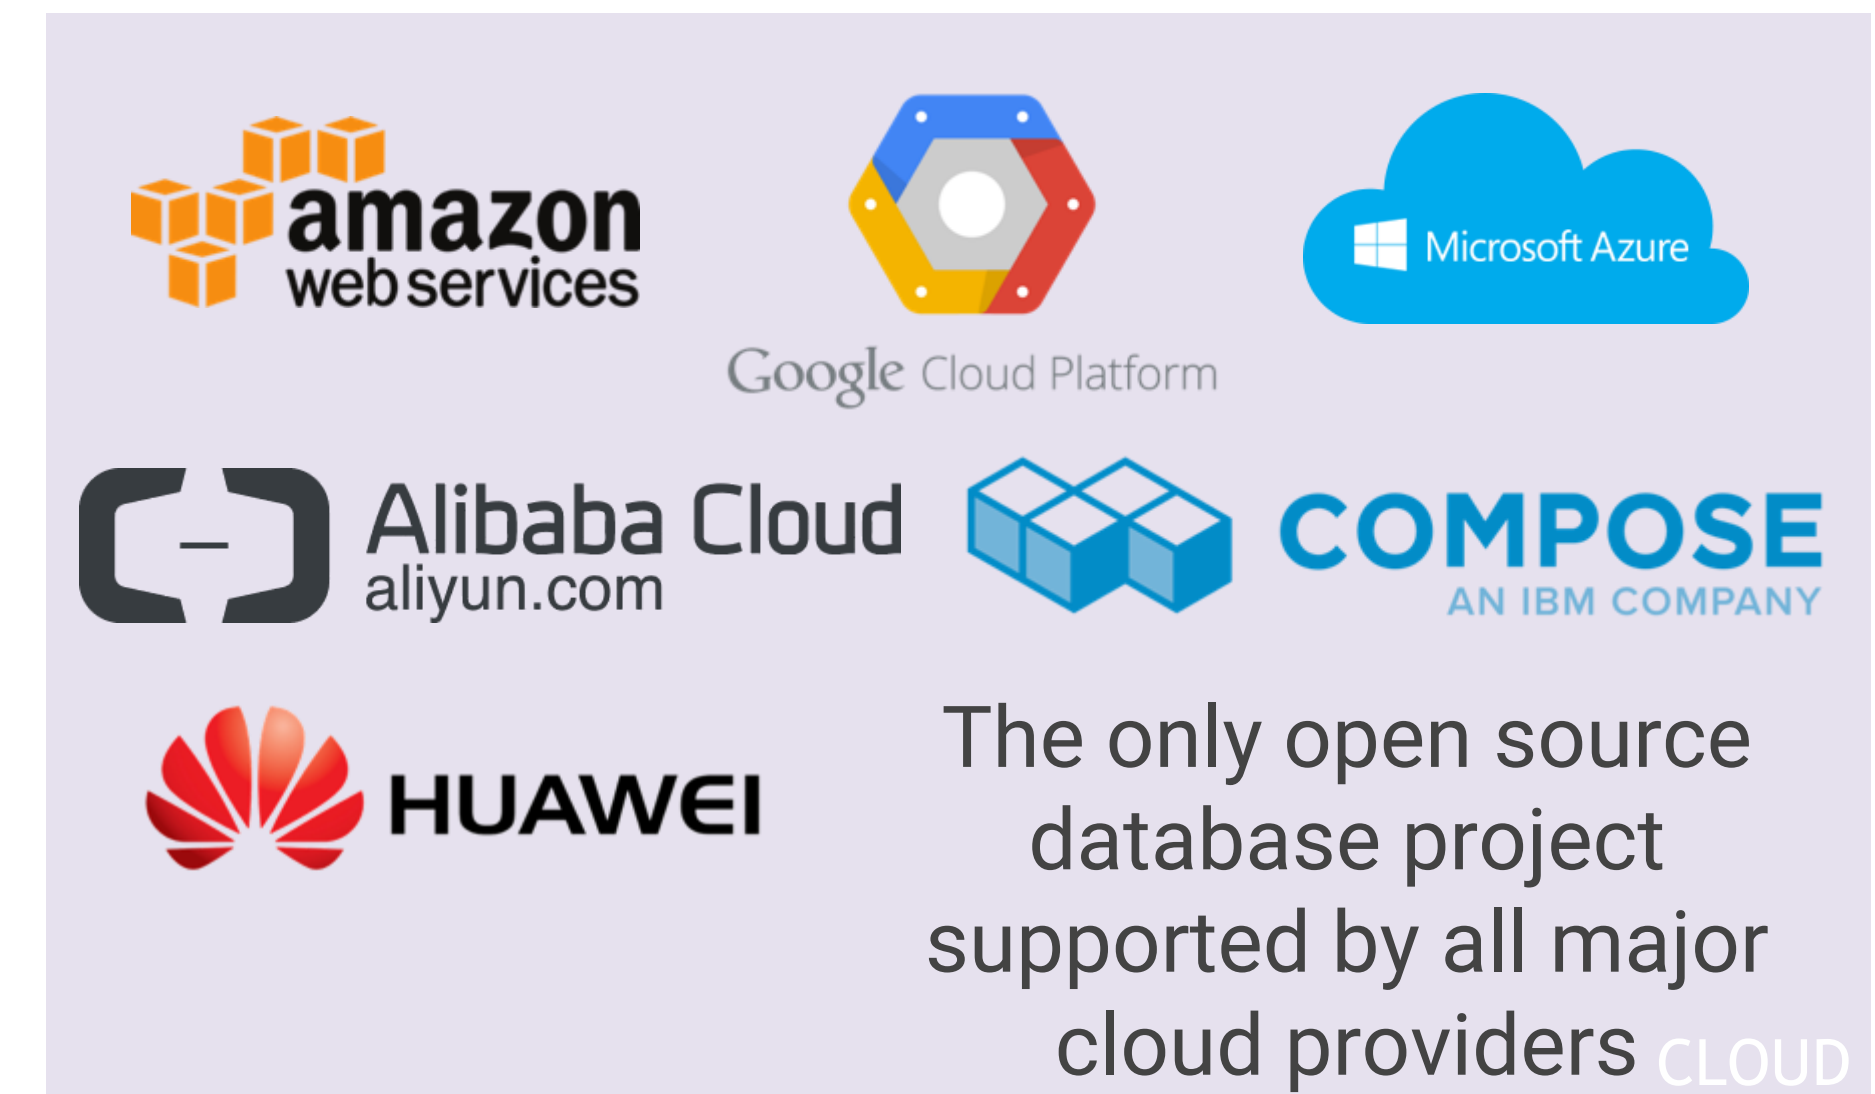 amazon
web services
Google Cloud Platform
Microsoft Azure
Alibaba Cloud
aliyun.com
COMPOSE
AN IBM COMPANY
HUAWEI
The only open source
database project
supported by all major
cloud providers
CLOUD